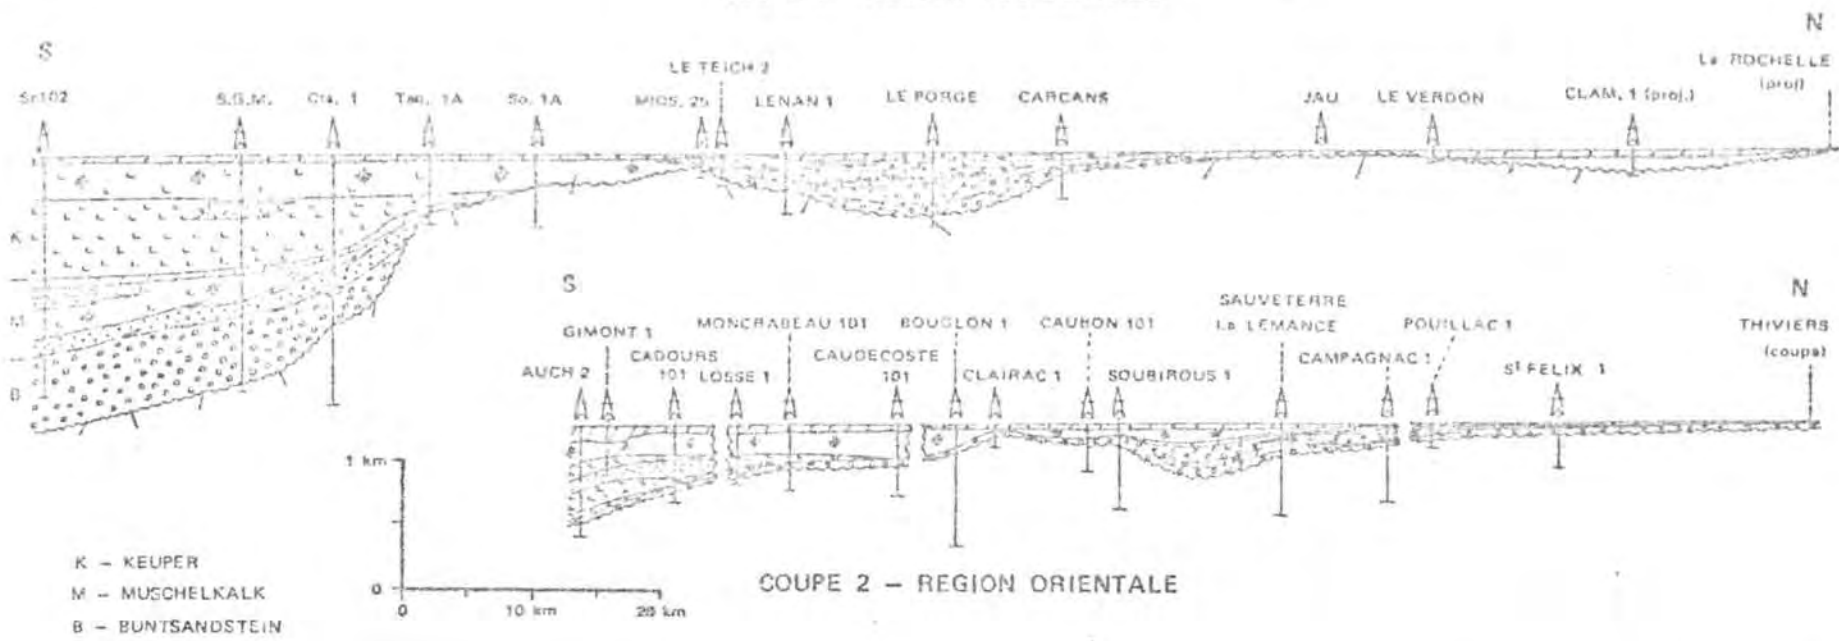 S
N
LE TEICH 2
La ROCHELLE
(proj)
S.G.M.
Cts. 1
1A
So. 1A
MIOS. 25
LENAN 1
LE PORGE
CARCANS
JAU
LE VERDON
CLAM. 1 (proj.)
K
M
B
S
N
SAUVETERRE
La LEMANCE
GIMONT 1
MONCRABEAU 101
BOUGLON 1
CAUHON 101
POUILLAC 1
THIVIERS
(coupe)
AUCH 2
CADOURS
101
LOSSE 1
CAUDECOSTE
101
CLAIRAC 1
SOUBIROUS 1
CAMPAGNAC 1
St FELIX 1
1 km
0
0
10 km
20 km
K – KEUPER
M – MUSCHELKALK
B – BUNTSANDSTEIN
COUPE 2 – REGION ORIENTALE